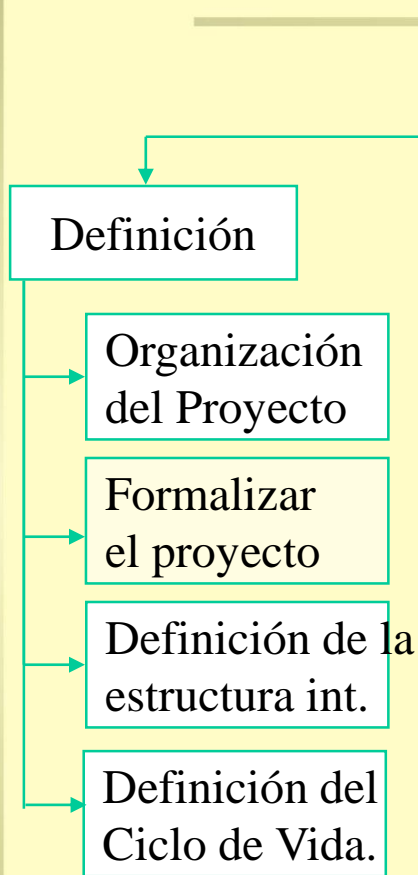 Definición
Organización
del Proyecto
Formalizar
el proyecto
Definición de la
estructura int.
Definición del
Ciclo de Vida.